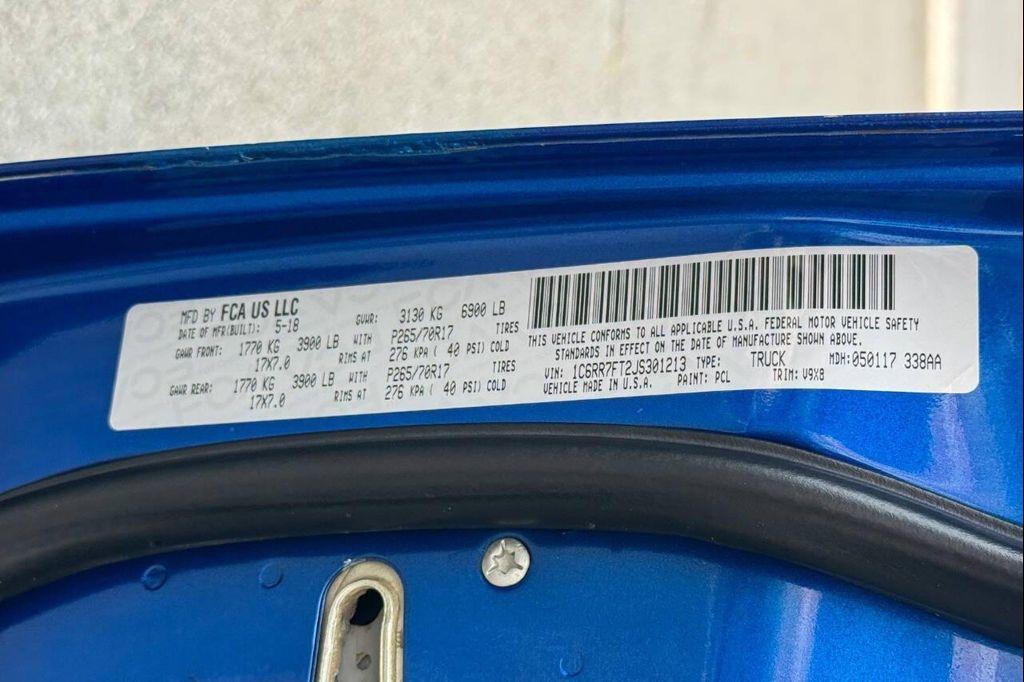 MFD BY FCA US LLC
DATE OF MFR(BUILT): 5-18 GVWR: 3130 KG 6900 LB
GAWR FRONT: 1770 KG 3900 LB WITH P265/70R17 TIRES
17X7.0 RIMS AT 276 KPA ( 40 PSI) COLD
GAWR REAR: 1770 KG 3900 LB WITH P265/70R17 TIRES
17X7.0 RIMS AT 276 KPA ( 40 PSI) COLD
THIS VEHICLE CONFORMS TO ALL APPLICABLE U.S.A. FEDERAL MOTOR VEHICLE SAFETY
STANDARDS IN EFFECT ON THE DATE OF MANUFACTURE SHOWN ABOVE.
VIN: 1C6RR7FT2JS301213 TYPE: TRUCK MDH:050117 338AA
VEHICLE MADE IN U.S.A. PAINT: PCL TRIM: V9X8